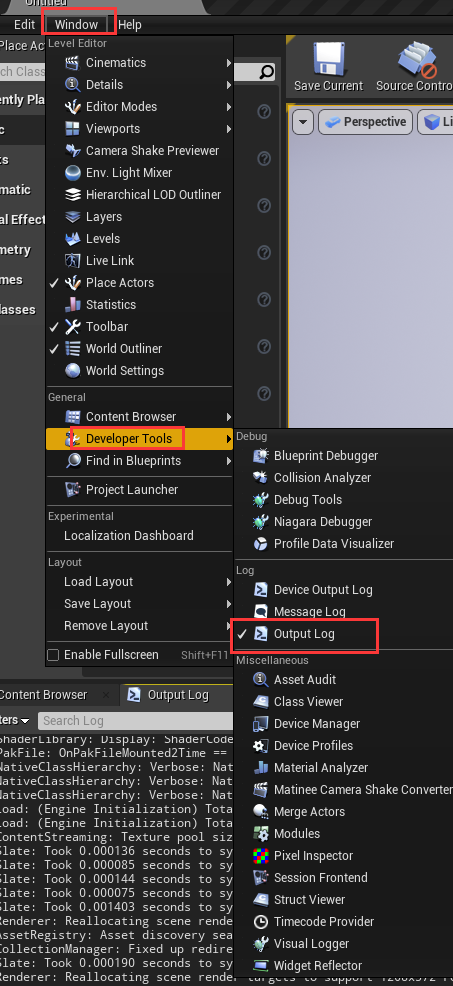 Untitled
Edit Window Help
Place Ac
Level Editor
Save Current Source Contro
rch Class
Cinematics
Details
ently Pla
Editor Modes
Perspective Li
Viewports
c
Camera Shake Previewer
ts
Env. Light Mixer
matic
Hierarchical LOD Outliner
al Effect
Layers
Levels
metry
Live Link
mes
Place Actors
Statistics
lasses
Toolbar
World Outliner
World Settings
General
Content Browser
Developer Tools
Find in Blueprints
Project Launcher
Experimental
Localization Dashboard
Layout
Load Layout
Save Layout
Remove Layout
Enable Fullscreen Shift+F11
Debug
Blueprint Debugger
Collision Analyzer
Debug Tools
Niagara Debugger
Profile Data Visualizer
Log
Device Output Log
Message Log
Output Log
Miscellaneous
Asset Audit
Class Viewer
Device Manager
Device Profiles
Material Analyzer
Matinee Camera Shake Converter
Merge Actors
Modules
Pixel Inspector
Session Frontend
Struct Viewer
Timecode Provider
Visual Logger
Widget Reflector
Content Browser Output Log
ters Search Log
ShaderLibrary: Display: ShaderCode
PakFile: OnPakFileMounted2Time ==
NativeClassHierarchy: Verbose: Nat
NativeClassHierarchy: Verbose: Nat
Load: (Engine Initialization) Tota
Load: (Engine Initialization) Tota
ContentStreaming: Texture pool siz
Slate: Took 0.000136 seconds to sy
Slate: Took 0.000085 seconds to sy
Slate: Took 0.000144 seconds to sy
Slate: Took 0.000075 seconds to sy
Slate: Took 0.001403 seconds to sy
Renderer: Reallocating scene rende
AssetRegistry: Asset discovery sea
CollectionManager: Fixed up redire
Slate: Took 0.000190 seconds to sy
Renderer: Reallocating scene render targets to support 1208x572 Fo